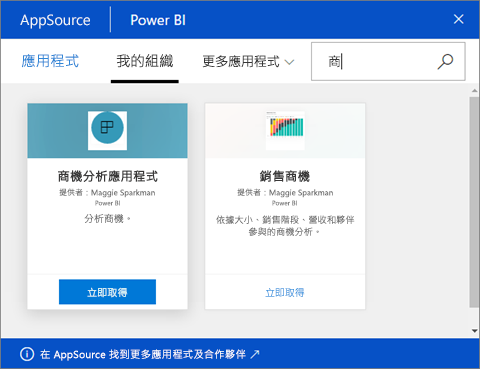 AppSource Power BI
應用程式 我的組織 更多應用程式 商
商機分析應用程式
提供者：Maggie Sparkman
Power BI
分析商機。
立即取得
銷售商機
提供者：Maggie Sparkman
Power BI
依據大小、銷售階段、營收和夥伴
參與的商機分析。
立即取得
在 AppSource 找到更多應用程式及合作夥伴